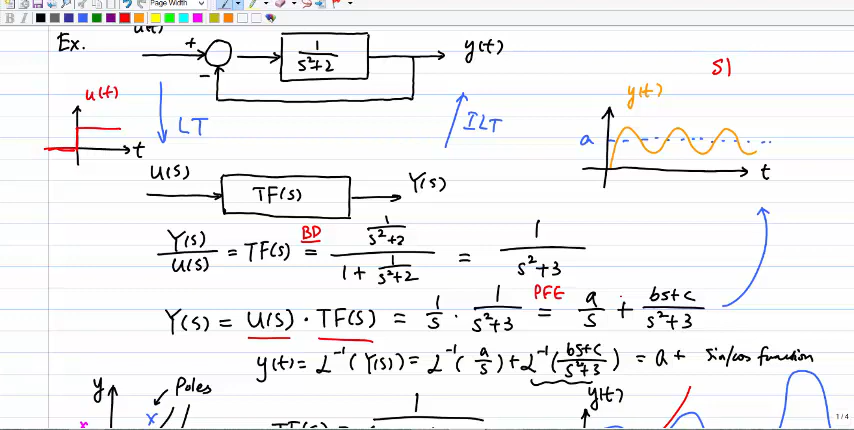 Page Width
B I
Ex.
u(t)
+
−
1/(s²+2)
y(t)
u(t)
t
LT
ILT
SI
y(t)
a
t
U(s)
TF(s)
Y(s)
Y(s)/U(s) = TF(s) BD = (1/(s²+2))/(1 + 1/(s²+2)) = 1/(s²+3)
Y(s) = U(s) · TF(s) = 1/s · 1/(s²+3) PFE = a/s + (bs+c)/(s²+3)
y(t) = L⁻¹(Y(s)) = L⁻¹(a/s) + L⁻¹((bs+c)/(s²+3)) = a + sin/cos function
y
Poles
x
x
1
y(t)
1/4